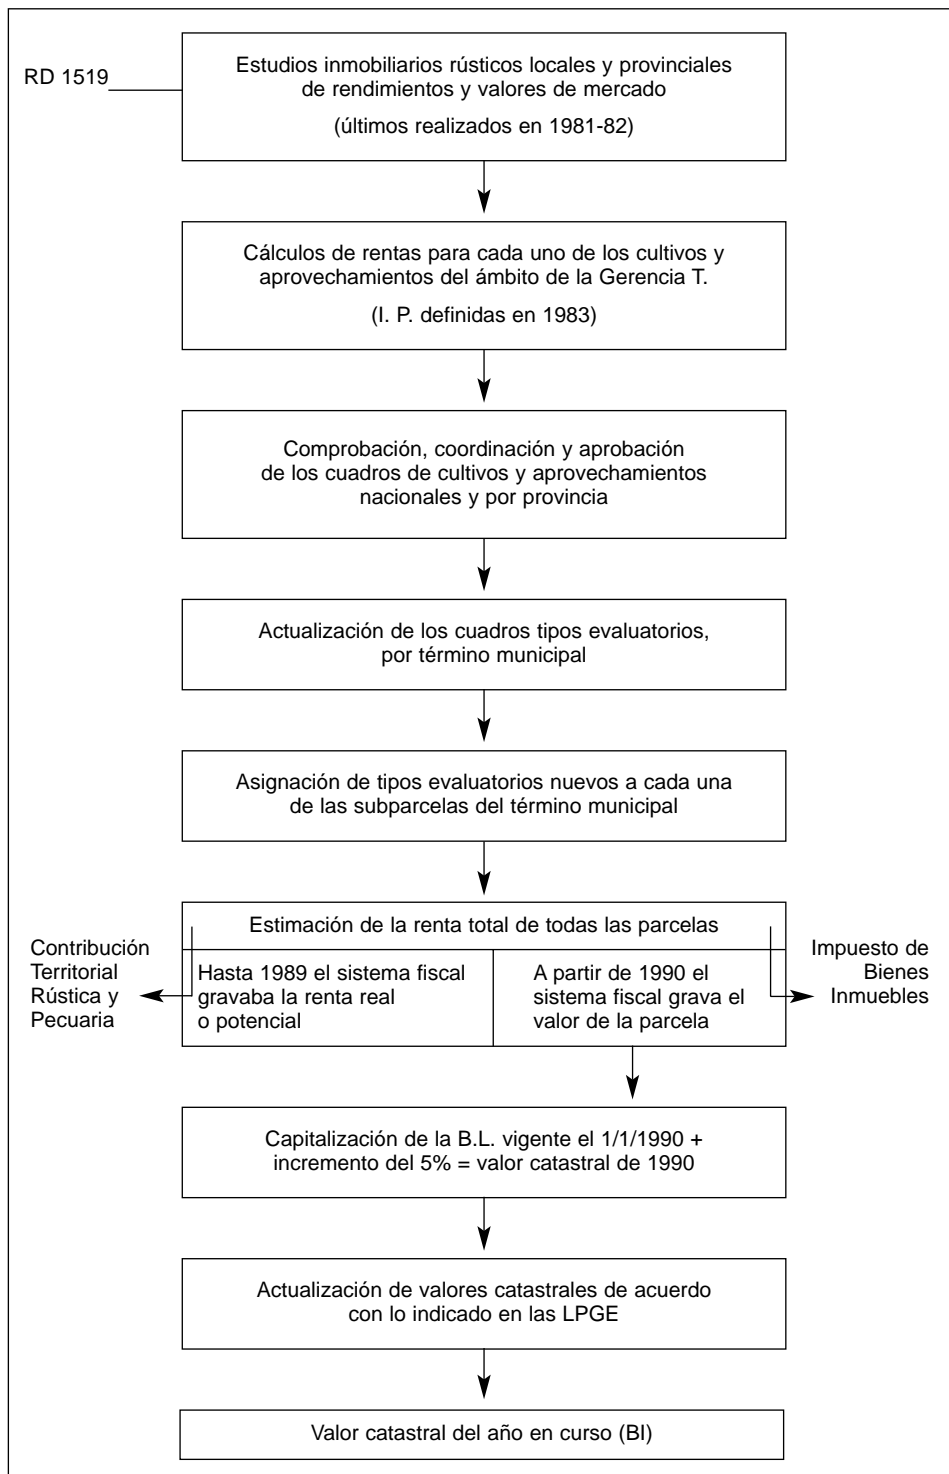 RD 1519
Estudios inmobiliarios rústicos locales y provinciales
de rendimientos y valores de mercado
(últimos realizados en 1981-82)
Cálculos de rentas para cada uno de los cultivos y
aprovechamientos del ámbito de la Gerencia T.
(I. P. definidas en 1983)
Comprobación, coordinación y aprobación
de los cuadros de cultivos y aprovechamientos
nacionales y por provincia
Actualización de los cuadros tipos evaluatorios,
por término municipal
Asignación de tipos evaluatorios nuevos a cada una
de las subparcelas del término municipal
Estimación de la renta total de todas las parcelas
Contribución
Territorial
Rústica y
Pecuaria
Hasta 1989 el sistema fiscal
gravaba la renta real
o potencial
A partir de 1990 el
sistema fiscal grava el
valor de la parcela
Impuesto de
Bienes
Inmuebles
Capitalización de la B.L. vigente el 1/1/1990 +
incremento del 5% = valor catastral de 1990
Actualización de valores catastrales de acuerdo
con lo indicado en las LPGE
Valor catastral del año en curso (BI)